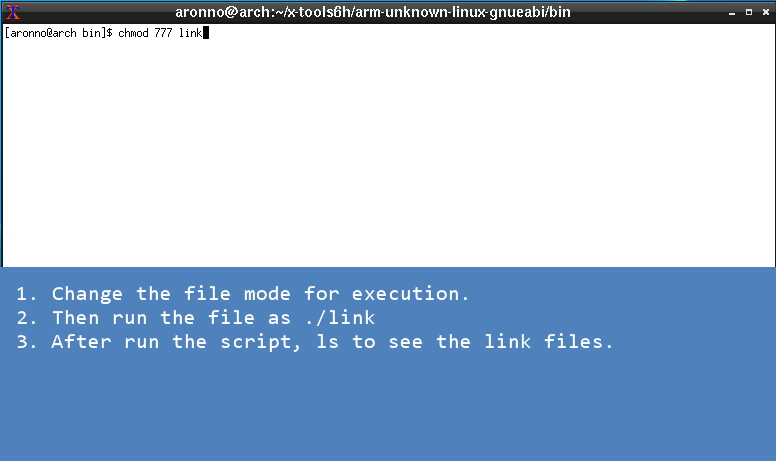 aronno@arch:~/x-tools6h/arm-unknown-linux-gnueabi/bin
[aronno@arch bin]$ chmod 777 link
1. Change the file mode for execution.
2. Then run the file as ./link
3. After run the script, ls to see the link files.